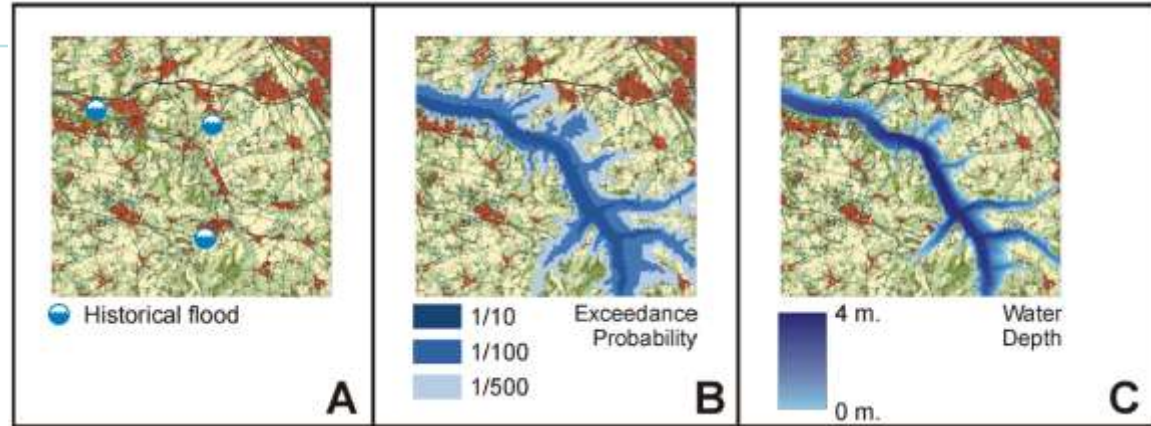 Historical flood
A
1/10
1/100
1/500
Exceedance
Probability
B
4 m.
0 m.
Water
Depth
C